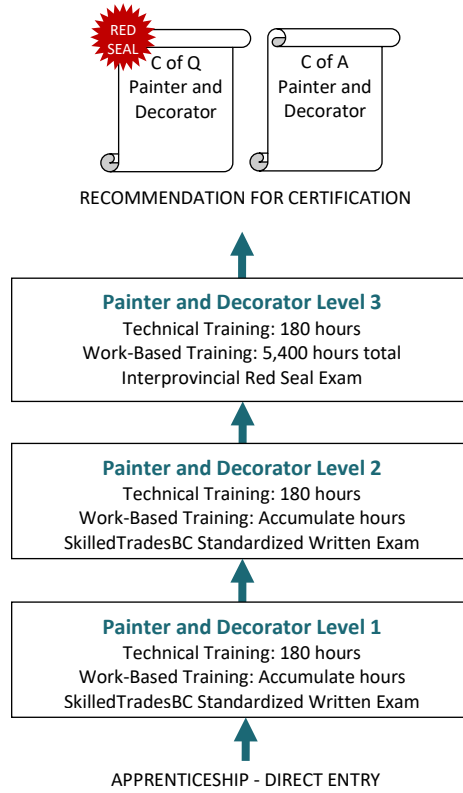 RED
SEAL
C of Q
Painter and
Decorator
C of A
Painter and
Decorator
RECOMMENDATION FOR CERTIFICATION
Painter and Decorator Level 3
Technical Training: 180 hours
Work-Based Training: 5,400 hours total
Interprovincial Red Seal Exam
Painter and Decorator Level 2
Technical Training: 180 hours
Work-Based Training: Accumulate hours
SkilledTradesBC Standardized Written Exam
Painter and Decorator Level 1
Technical Training: 180 hours
Work-Based Training: Accumulate hours
SkilledTradesBC Standardized Written Exam
APPRENTICESHIP - DIRECT ENTRY